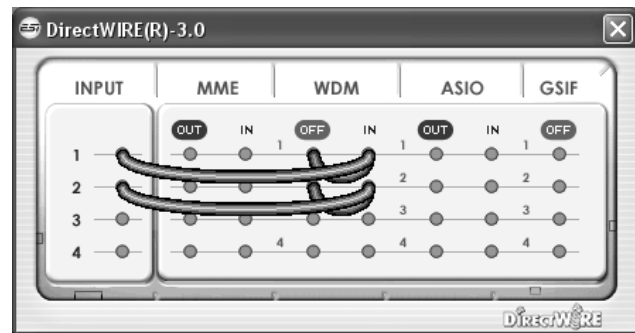 ESI DirectWIRE(R)-3.0
INPUT MME WDM ASIO GSIF
OUT IN OFF IN OUT IN OFF
1 1 1 1
2 2 2
3 3 3
4 4 4 4
DirectWIRE